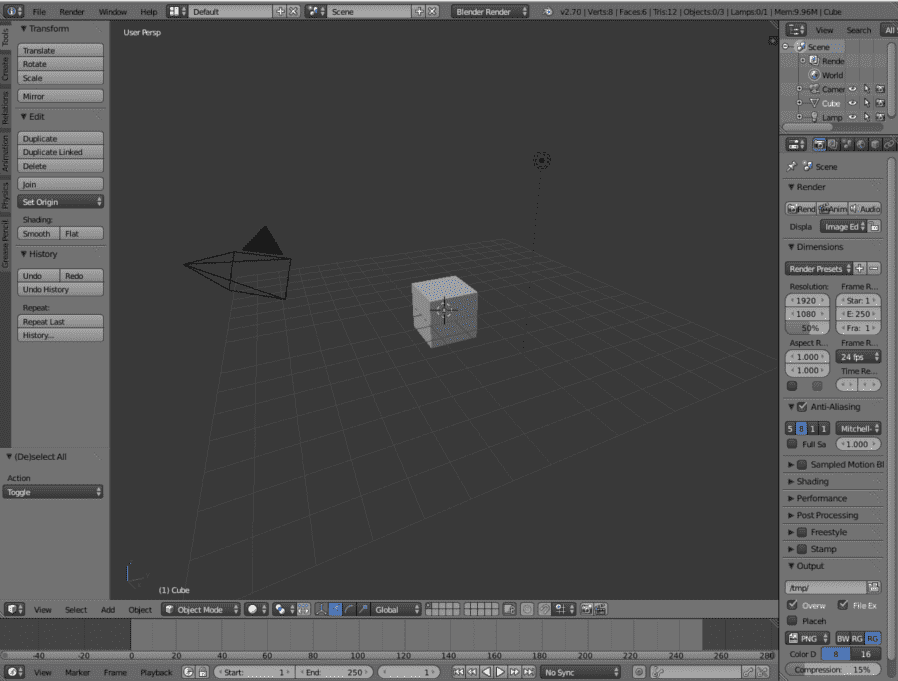 File Render Window Help Default Scene Blender Render v2.70 | Verts:8 | Faces:6 | Tris:12 | Objects:0/3 | Lamps:0/1 | Mem:9.96M | Cube
Tools
Create
Relations
Animation
Physics
Grease Pencil
Transform
Translate
Rotate
Scale
Mirror
Edit
Duplicate
Duplicate Linked
Delete
Join
Set Origin
Shading:
Smooth Flat
History
Undo Redo
Undo History
Repeat:
Repeat Last
History...
(De)select All
Action
Toggle
User Persp
(1) Cube
View Select Add Object Object Mode Global
-40 -20 0 20 40 60 80 100 120 140 160 180 200 220 240 260 280
View Marker Frame Playback Start: 1 End: 250 1 No Sync
View Search All
Scene
Rende
World
Camer
Cube
Lamp
Scene
Render
Rend Anim Audio
Displa Image Ed
Dimensions
Render Presets
Resolution: Frame R...
1920 Star: 1
1080 E: 250
50% Fra: 1
Aspect R... Frame R...
1.000 24 fps
1.000 Time Re...
Anti-Aliasing
5 8 1 1 Mitchell-
Full Sa 1.000
Sampled Motion Bl
Shading
Performance
Post Processing
Freestyle
Stamp
Output
/tmp/
Overw File Ex
Placeh
PNG BW RG RG
Color D 8 16
Compression: 15%